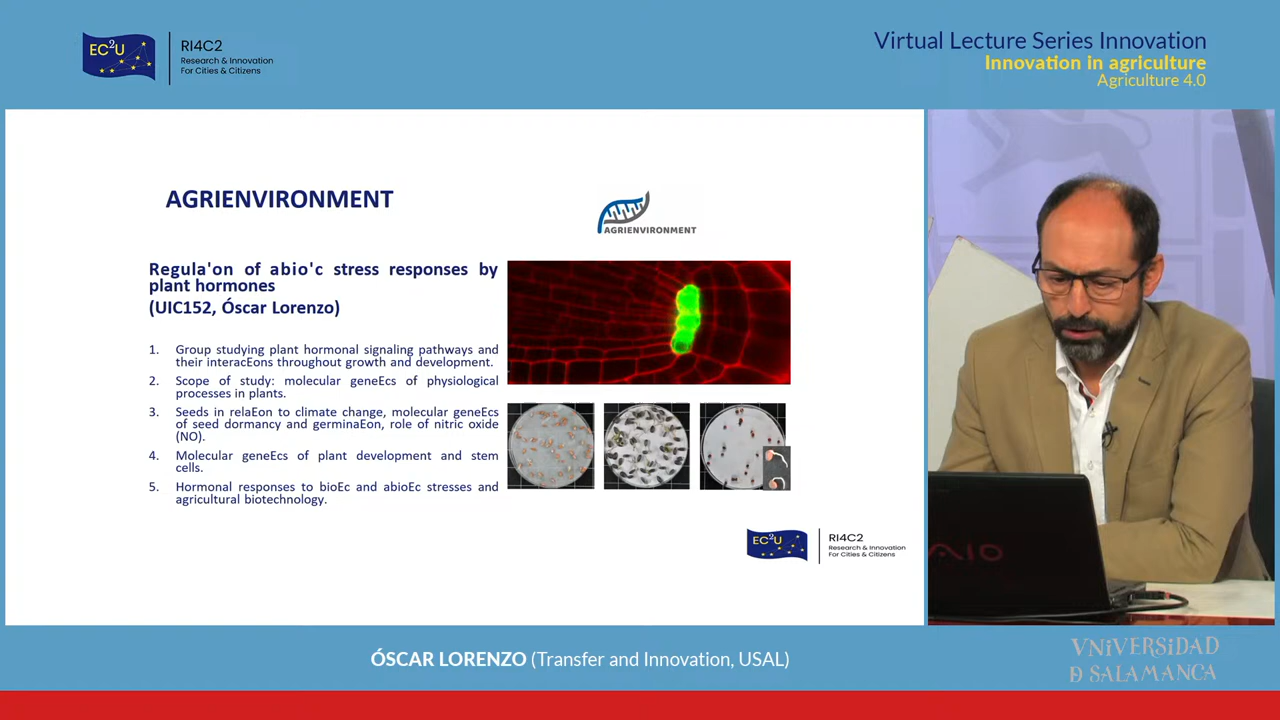 EC2U
RI4C2
Research & Innovation
For Cities & Citizens
Virtual Lecture Series Innovation
Innovation in agriculture
Agriculture 4.0
AGRIENVIRONMENT
AGRIENVIRONMENT
Regula'on of abio'c stress responses by
plant hormones
(UIC152, Óscar Lorenzo)
1. Group studying plant hormonal signaling pathways and
their interacEons throughout growth and development.
2. Scope of study: molecular geneEcs of physiological
processes in plants.
3. Seeds in relaEon to climate change, molecular geneEcs
of seed dormancy and germinaEon, role of nitric oxide
(NO).
4. Molecular geneEcs of plant development and stem
cells.
5. Hormonal responses to bioEc and abioEc stresses and
agricultural biotechnology.
EC2U
RI4C2
Research & Innovation
For Cities & Citizens
VAIO
ÓSCAR LORENZO (Transfer and Innovation, USAL)
VNiVERSiDAD
Ð SALAMANCA